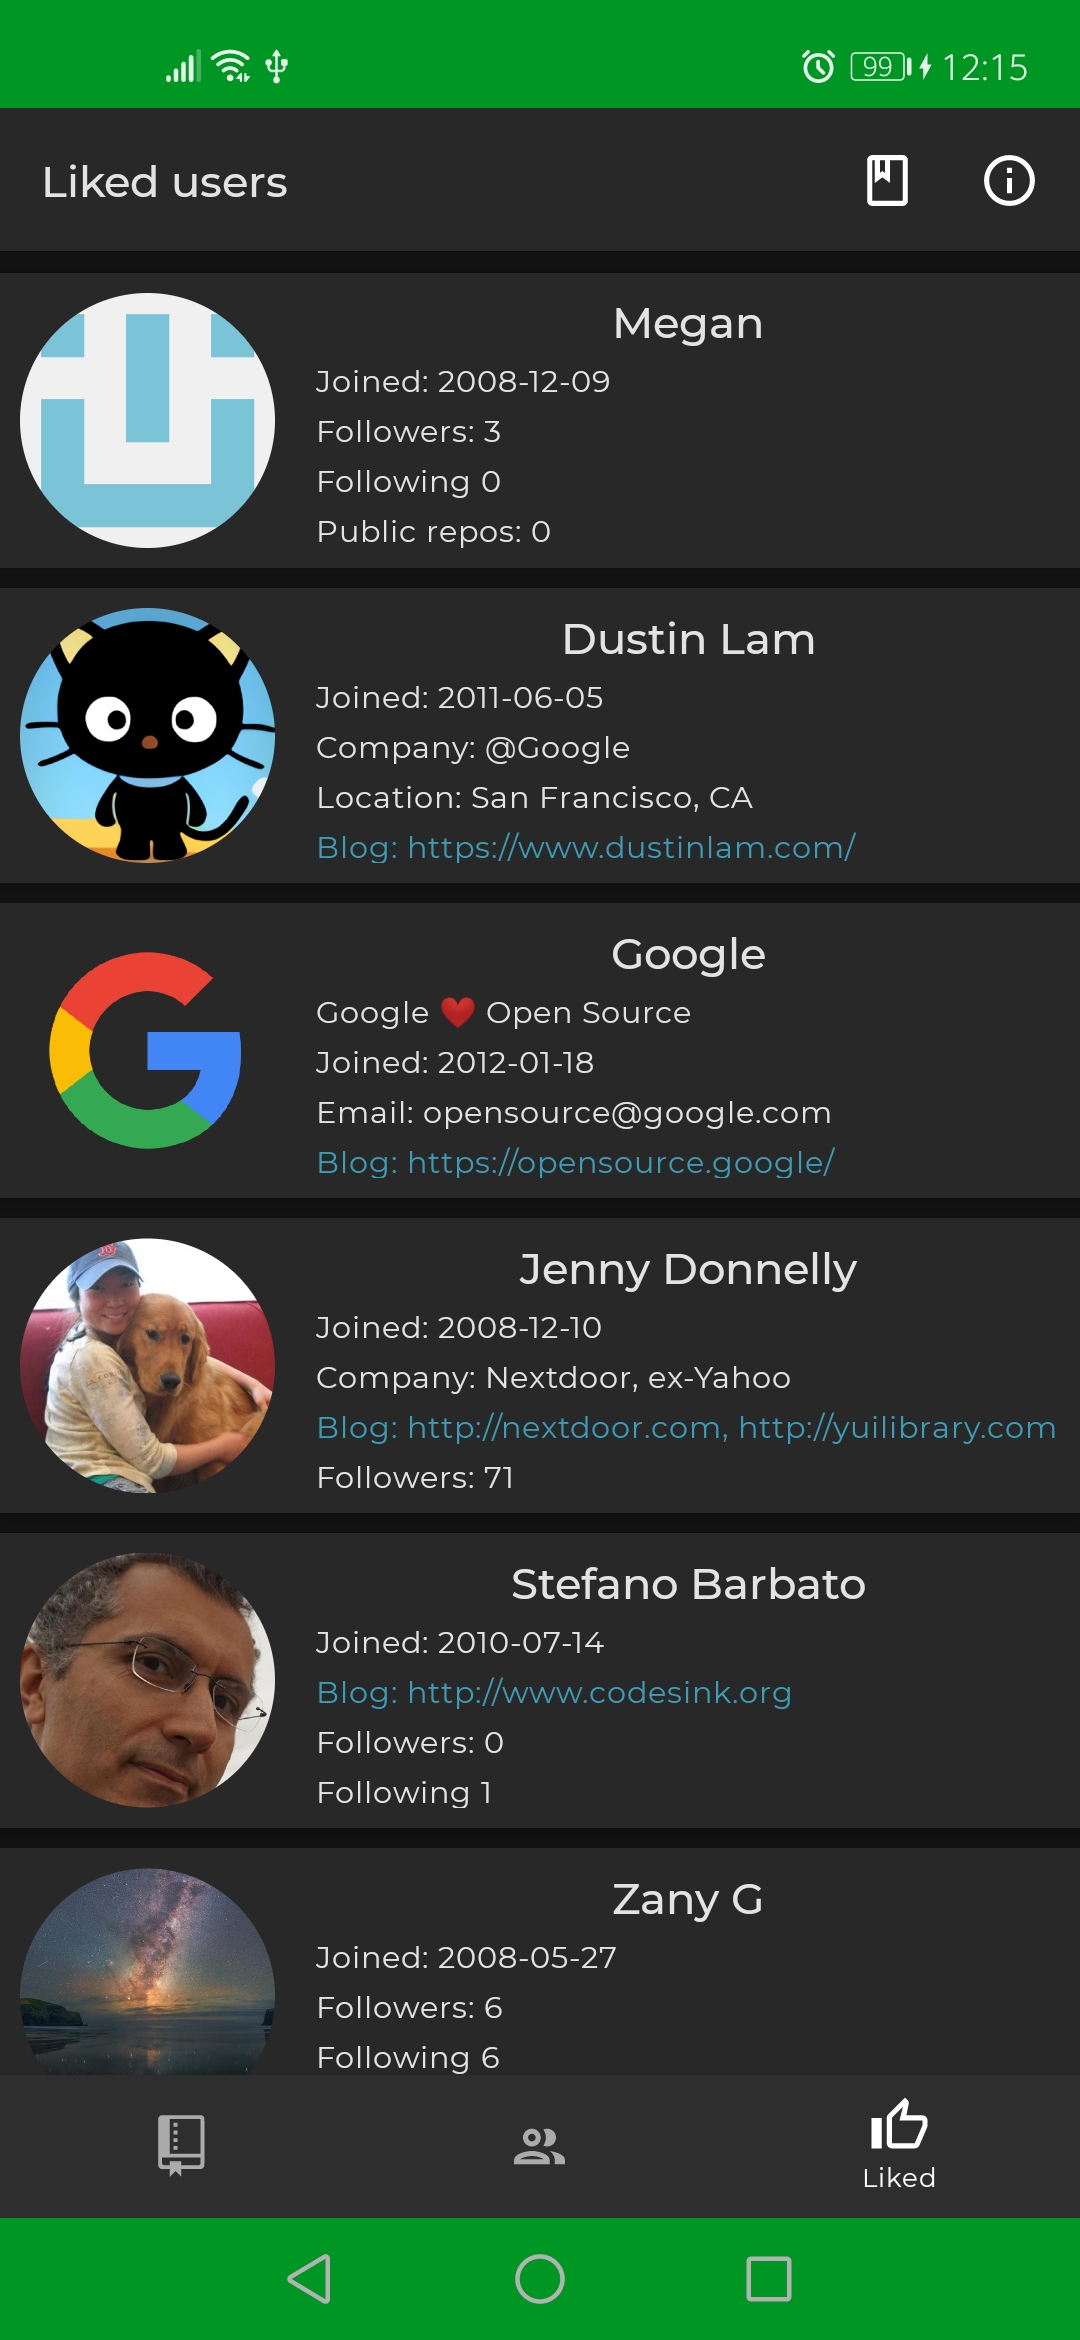 99 12:15
Liked users
Megan
Joined: 2008-12-09
Followers: 3
Following 0
Public repos: 0
Dustin Lam
Joined: 2011-06-05
Company: @Google
Location: San Francisco, CA
Blog: https://www.dustinlam.com/
Google
Google ❤️ Open Source
Joined: 2012-01-18
Email: opensource@google.com
Blog: https://opensource.google/
Jenny Donnelly
Joined: 2008-12-10
Company: Nextdoor, ex-Yahoo
Blog: http://nextdoor.com, http://yuilibrary.com
Followers: 71
Stefano Barbato
Joined: 2010-07-14
Blog: http://www.codesink.org
Followers: 0
Following 1
Zany G
Joined: 2008-05-27
Followers: 6
Following 6
Liked